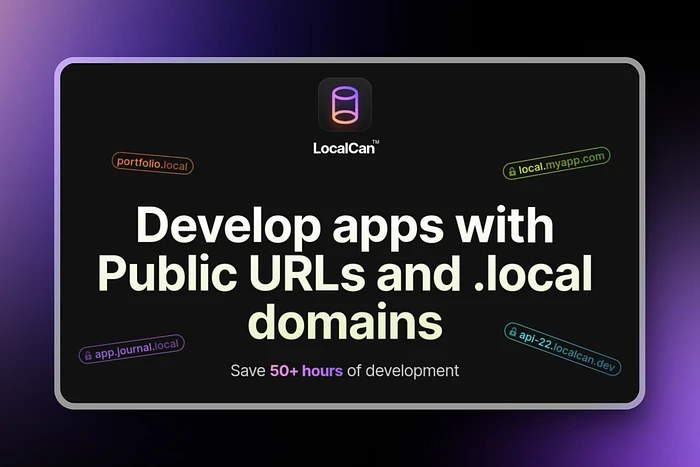 LocalCan™
portfolio.local
local.myapp.com
Develop apps with
Public URLs and .local
domains
app.journal.local
api-22.localcan.dev
Save 50+ hours of development